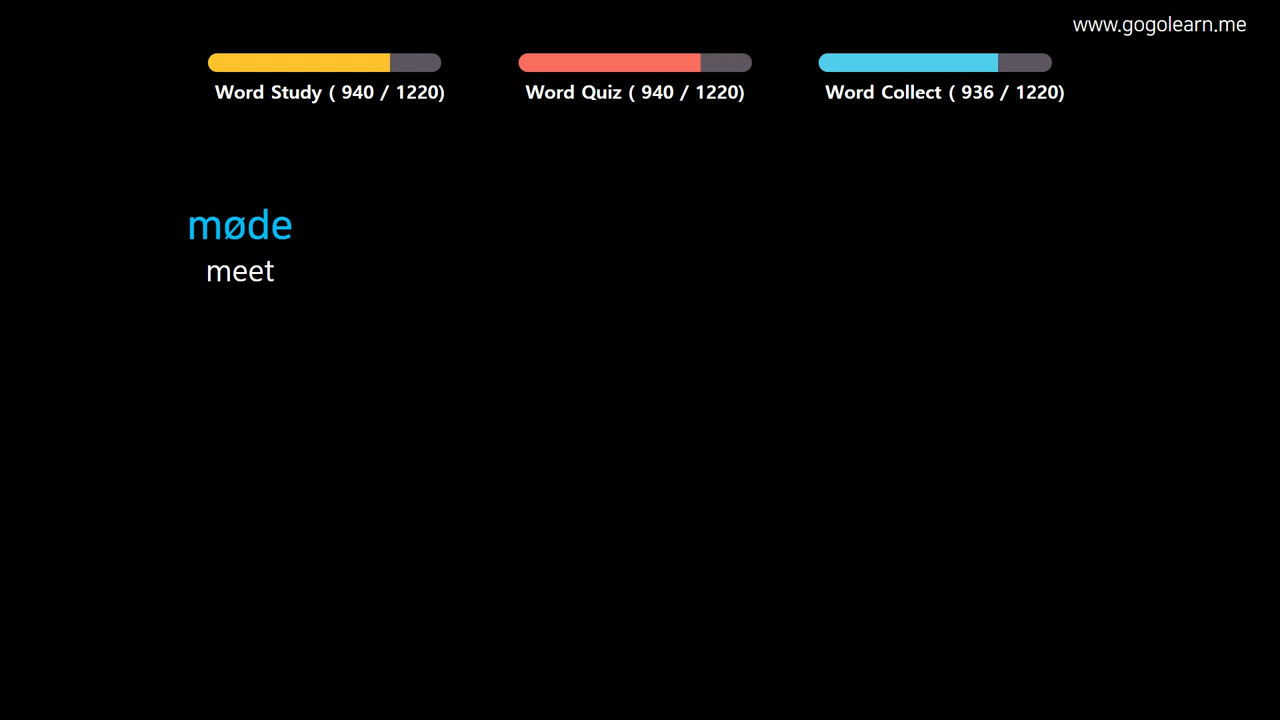 www.gogolearn.me
Word Study ( 940 / 1220)
Word Quiz ( 940 / 1220)
Word Collect ( 936 / 1220)
møde
meet